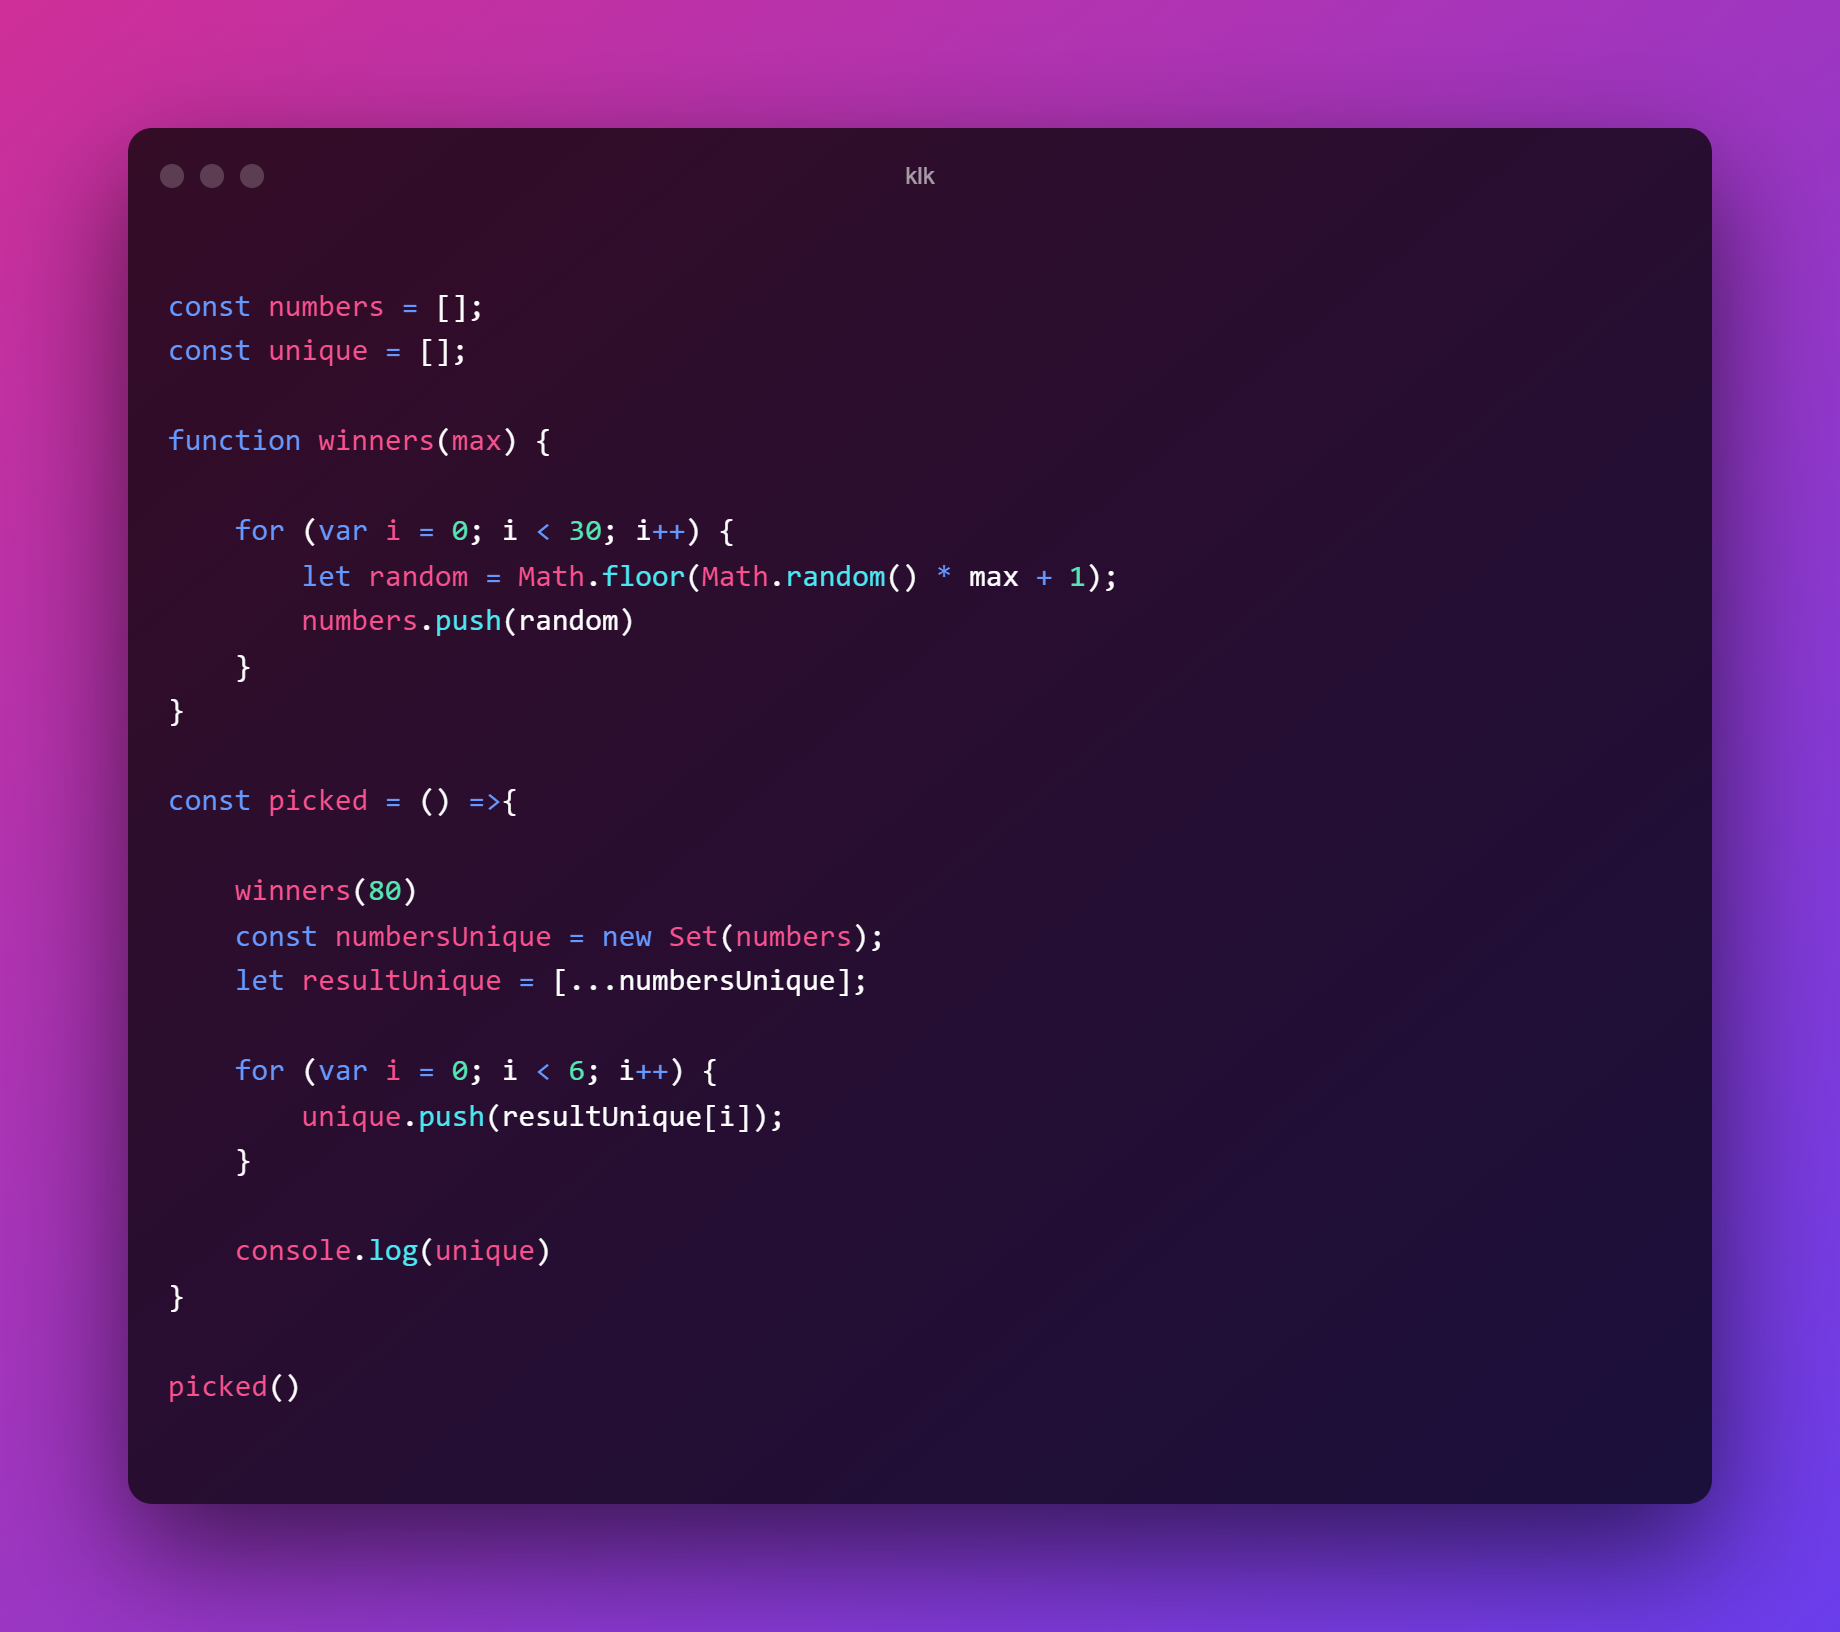 klk
const numbers = [];
const unique = [];
function winners(max) {
    for (var i = 0; i < 30; i++) {
        let random = Math.floor(Math.random() * max + 1);
        numbers.push(random)
    }
}
const picked = () =>{
    winners(80)
    const numbersUnique = new Set(numbers);
    let resultUnique = [...numbersUnique];
    for (var i = 0; i < 6; i++) {
        unique.push(resultUnique[i]);
    }
    console.log(unique)
}
picked()